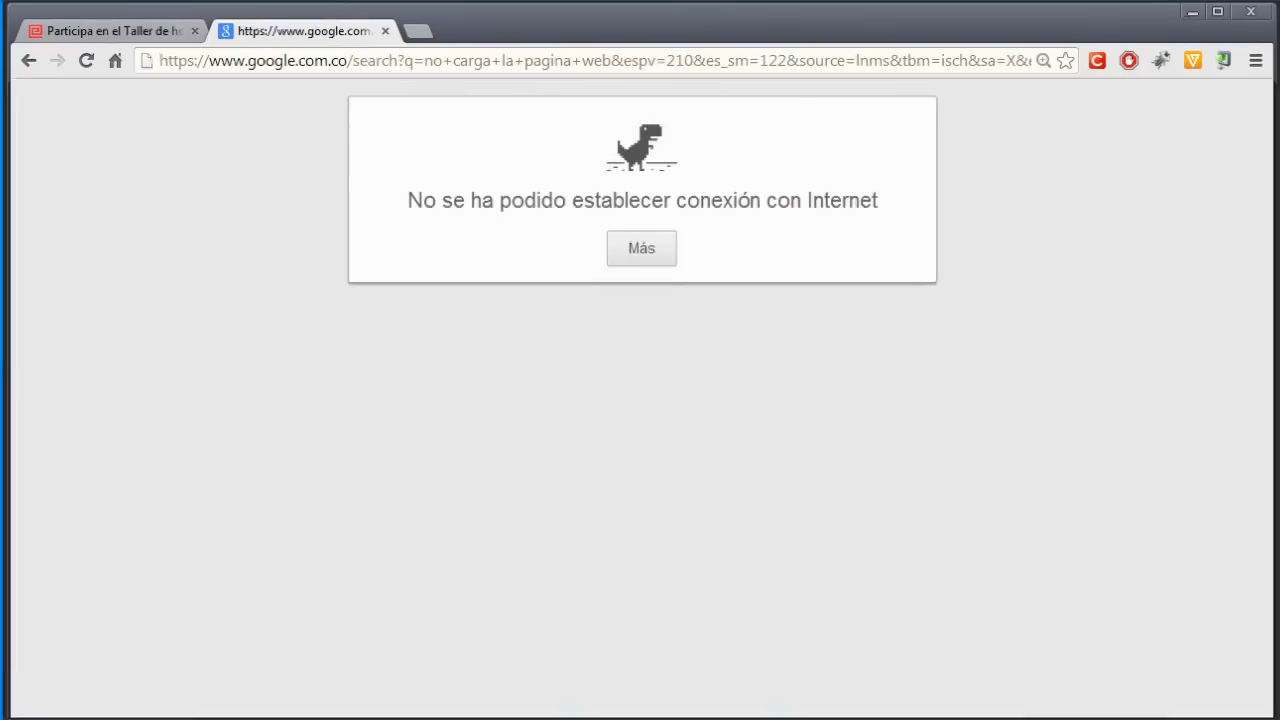 Participa en el Taller de ho
https://www.google.com.
https://www.google.com.co/search?q=no+carga+la+pagina+web&espv=210&es_sm=122&source=lnms&tbm=isch&sa=X&
No se ha podido establecer conexión con Internet
Más